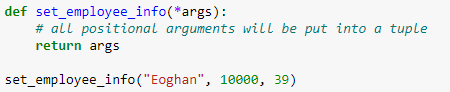 def set_employee_info(*args):
    # all positional arguments will be put into a tuple
    return args
set_employee_info("Eoghan", 10000, 39)